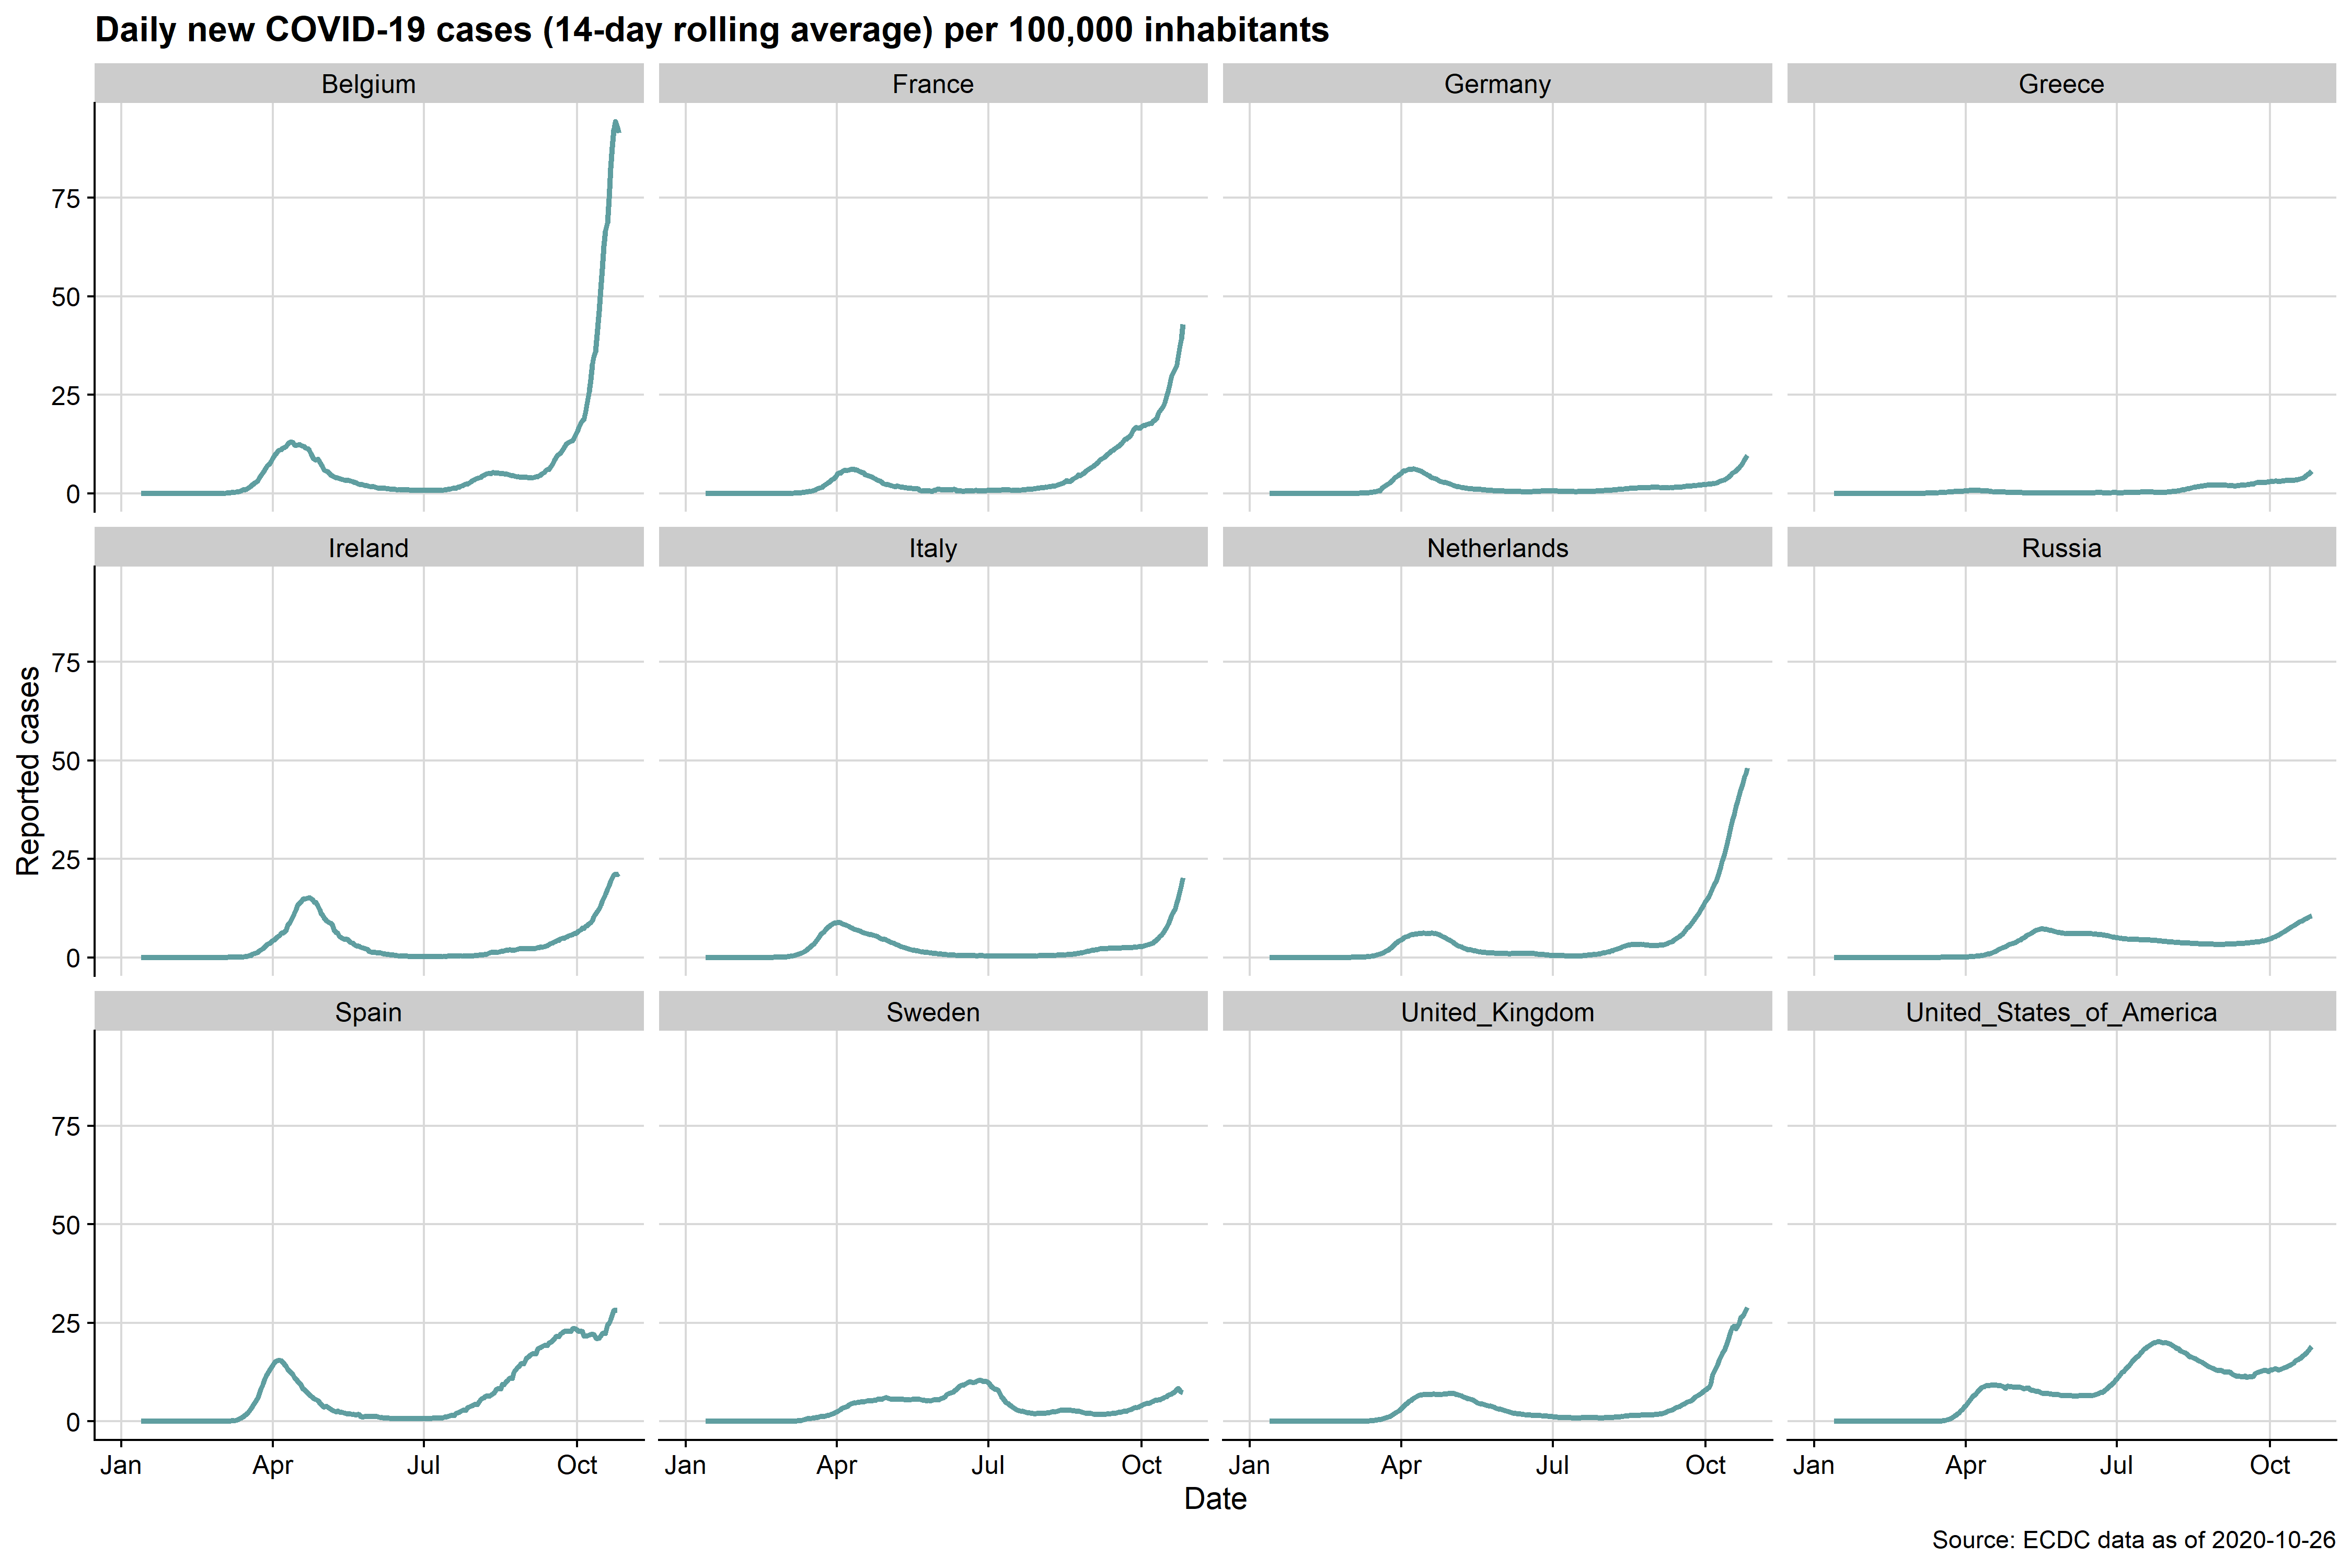 Daily new COVID-19 cases (14-day rolling average) per 100,000 inhabitants
Belgium France Germany Greece
75
50
25
0
Ireland Italy Netherlands Russia
75
50
25
0
Reported cases
Spain Sweden United_Kingdom United_States_of_America
75
50
25
0
Jan Apr Jul Oct Jan Apr Jul Oct Jan Apr Jul Oct Jan Apr Jul Oct
Date
Source: ECDC data as of 2020-10-26